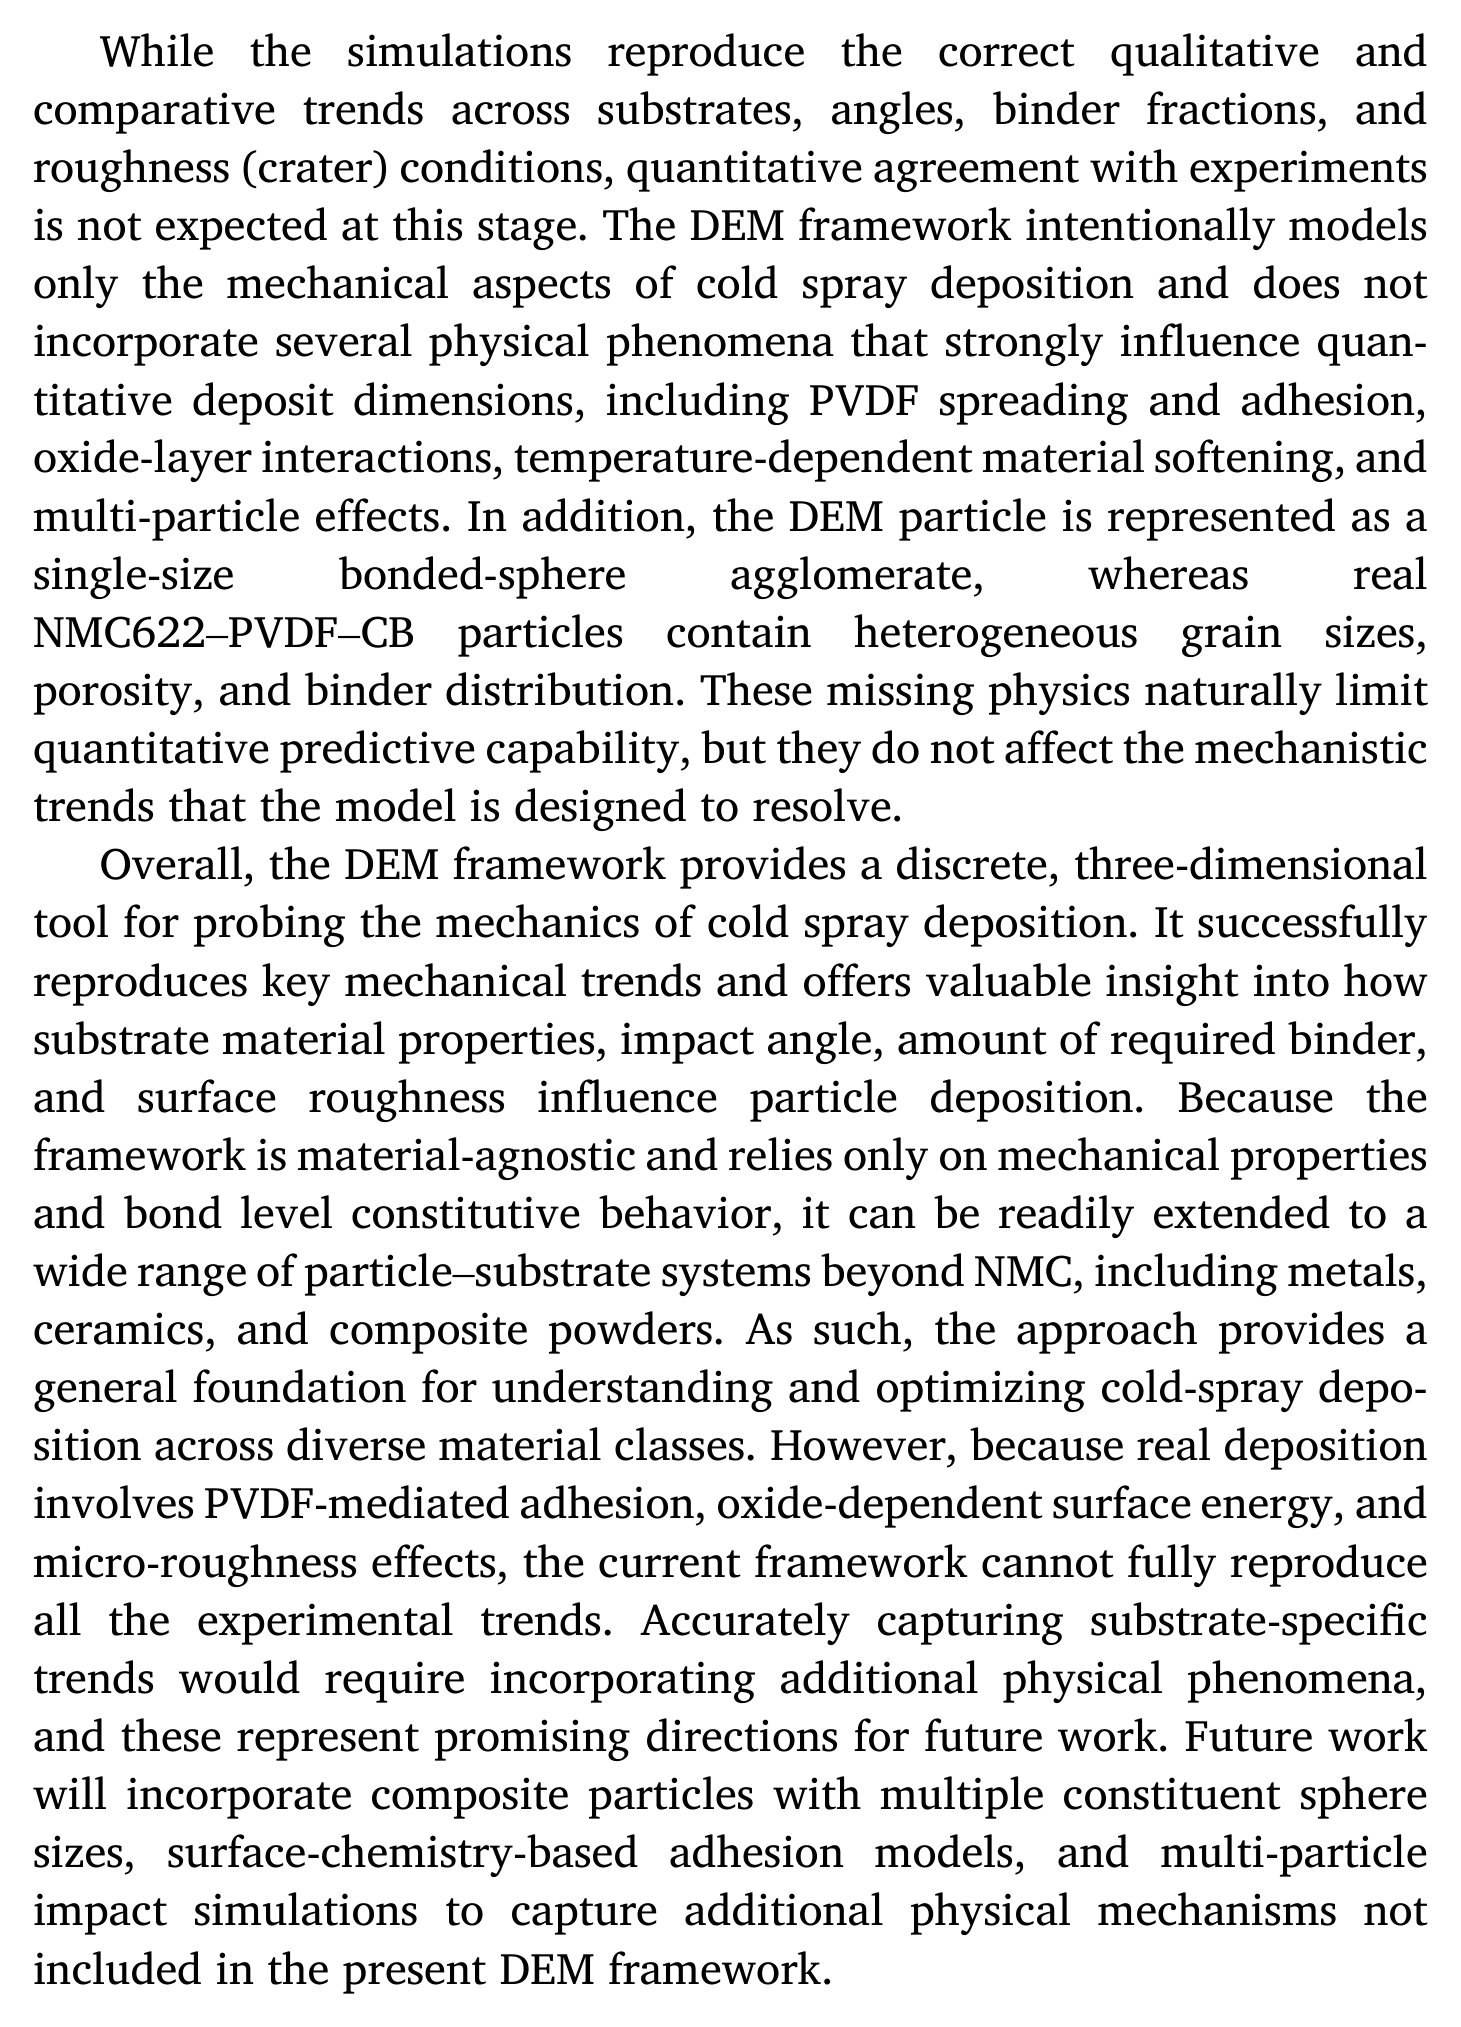 While the simulations reproduce the correct qualitative and
comparative trends across substrates, angles, binder fractions, and
roughness (crater) conditions, quantitative agreement with experiments
is not expected at this stage. The DEM framework intentionally models
only the mechanical aspects of cold spray deposition and does not
incorporate several physical phenomena that strongly influence quan-
titative deposit dimensions, including PVDF spreading and adhesion,
oxide-layer interactions, temperature-dependent material softening, and
multi-particle effects. In addition, the DEM particle is represented as a
single-size bonded-sphere agglomerate, whereas real
NMC622–PVDF–CB particles contain heterogeneous grain sizes,
porosity, and binder distribution. These missing physics naturally limit
quantitative predictive capability, but they do not affect the mechanistic
trends that the model is designed to resolve.
Overall, the DEM framework provides a discrete, three-dimensional
tool for probing the mechanics of cold spray deposition. It successfully
reproduces key mechanical trends and offers valuable insight into how
substrate material properties, impact angle, amount of required binder,
and surface roughness influence particle deposition. Because the
framework is material-agnostic and relies only on mechanical properties
and bond level constitutive behavior, it can be readily extended to a
wide range of particle–substrate systems beyond NMC, including metals,
ceramics, and composite powders. As such, the approach provides a
general foundation for understanding and optimizing cold-spray depo-
sition across diverse material classes. However, because real deposition
involves PVDF-mediated adhesion, oxide-dependent surface energy, and
micro-roughness effects, the current framework cannot fully reproduce
all the experimental trends. Accurately capturing substrate-specific
trends would require incorporating additional physical phenomena,
and these represent promising directions for future work. Future work
will incorporate composite particles with multiple constituent sphere
sizes, surface-chemistry-based adhesion models, and multi-particle
impact simulations to capture additional physical mechanisms not
included in the present DEM framework.